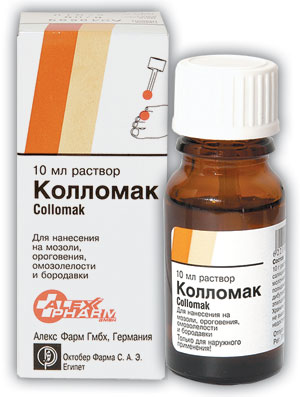 10 мл раствор
Колломак
Collomak
Для нанесения
на мозоли,
ороговения,
омозолелости
и бородавки
ALEX
PHARM
GMBH
Алекс Фарм Гмбх, Германия
Октобер Фарма С. А. Э.
Египет
10 мл раствор
Колломак
Collomak
Для нанесения на
мозоли, ороговения,
омозолелости
и бородавки
Только для наружного
применения!